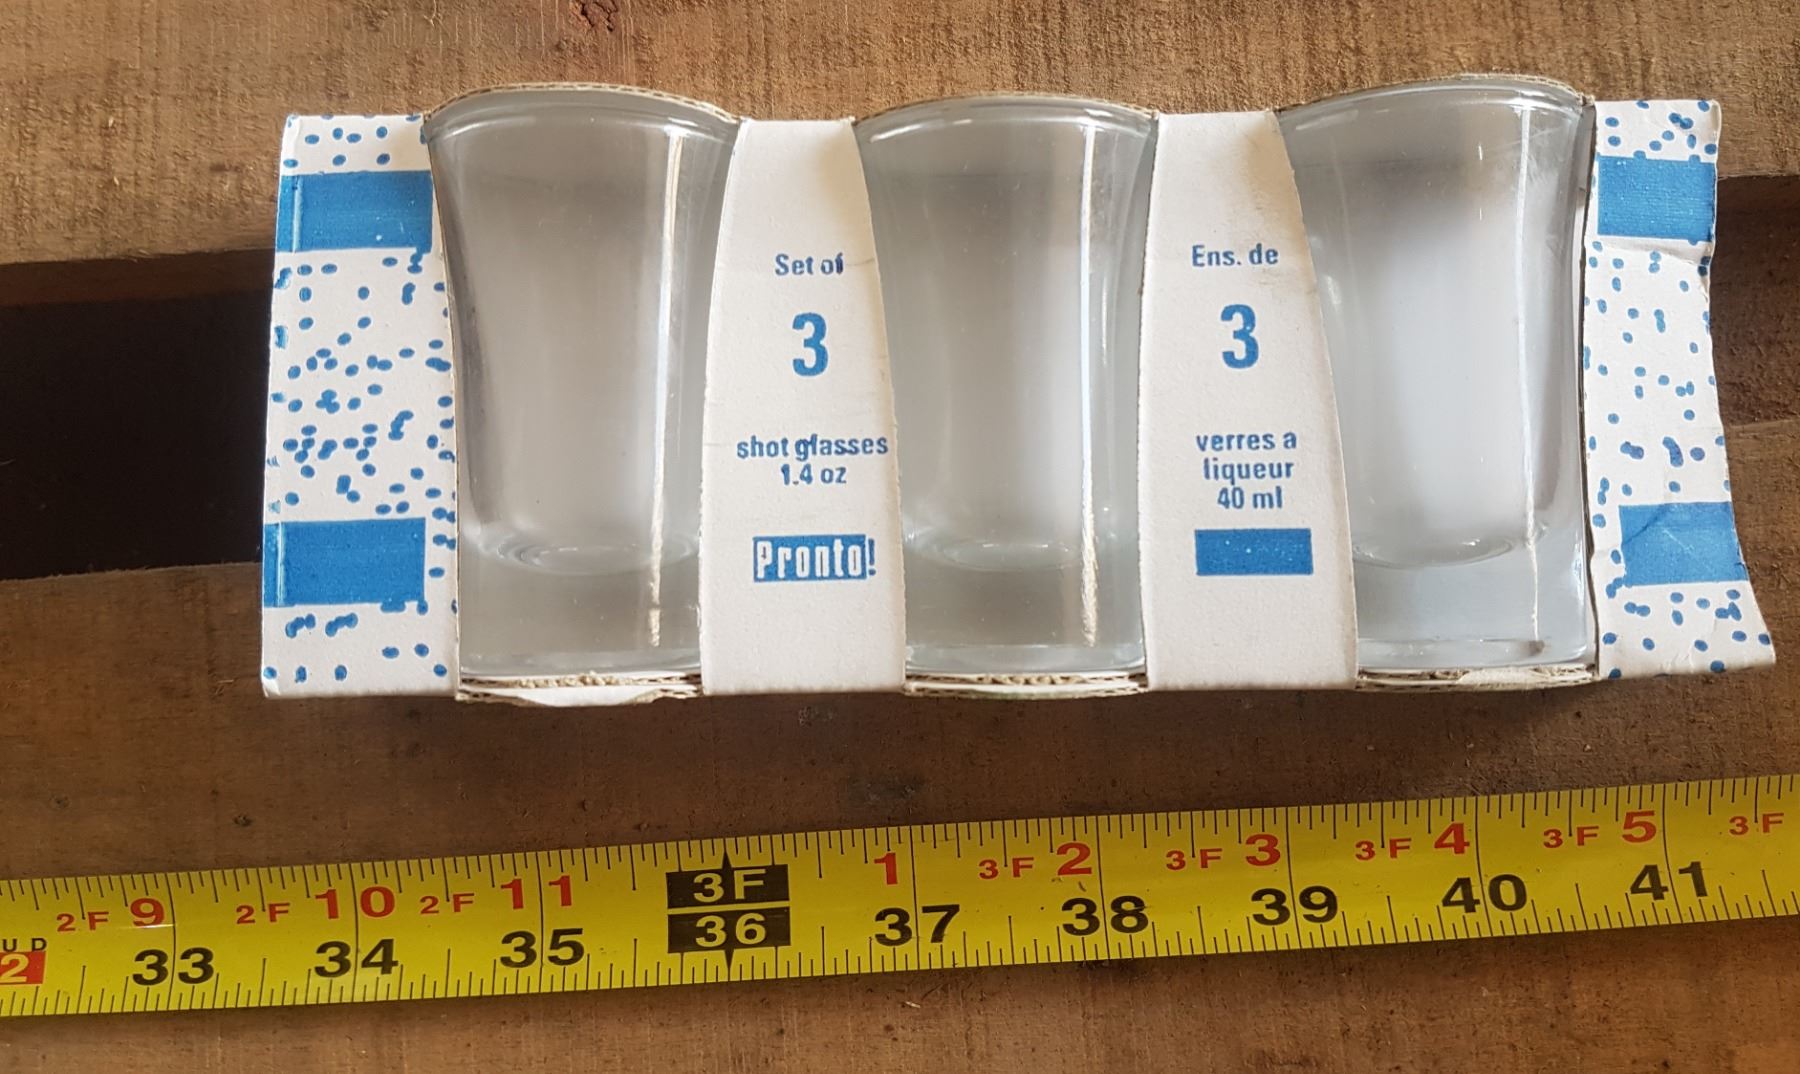 Set of
3
shot glasses
1.4 oz
Pronto!
Ens. de
3
verres a
liqueur
40 ml
2F 9 2F 10 2F 11 3F 1 3F 2 3F 3 3F 4 3F 5 3F
33 34 35 36 37 38 39 40 41
UD
2